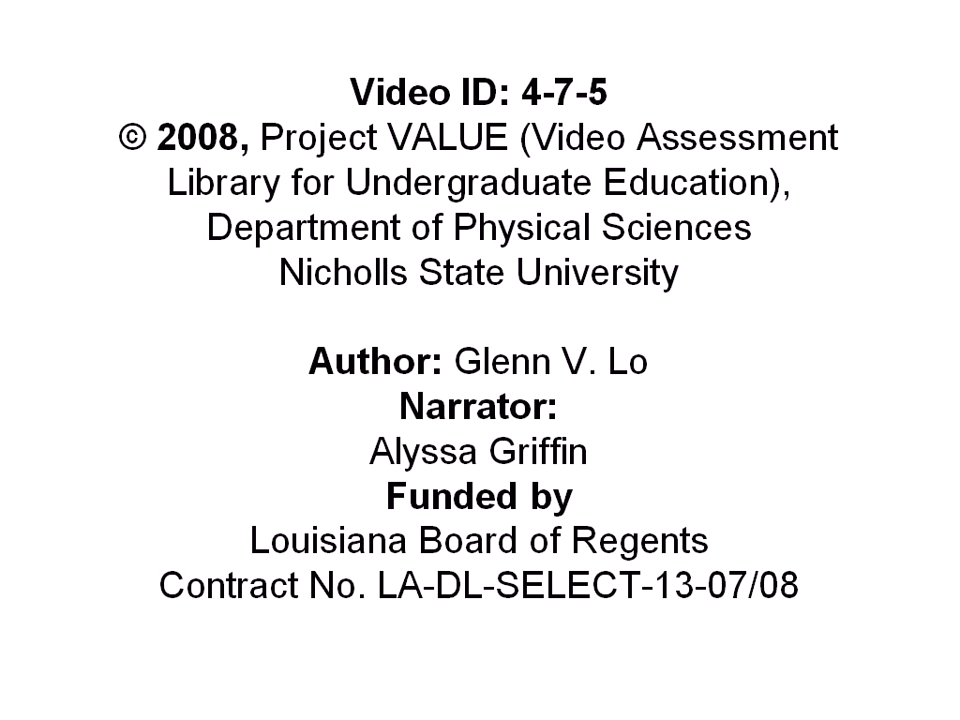 Video ID: 4-7-5
© 2008, Project VALUE (Video Assessment
Library for Undergraduate Education),
Department of Physical Sciences
Nicholls State University
Author: Glenn V. Lo
Narrator:
Alyssa Griffin
Funded by
Louisiana Board of Regents
Contract No. LA-DL-SELECT-13-07/08